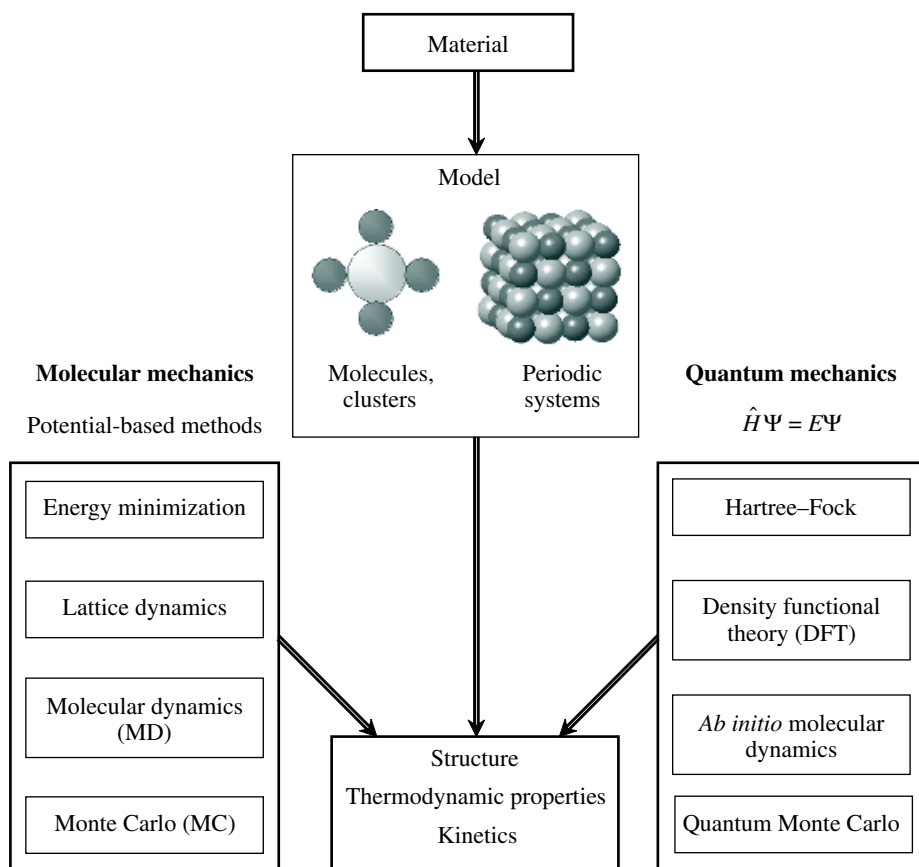 Material
Model
Molecules,
clusters
Periodic
systems
Molecular mechanics
Potential-based methods
Energy minimization
Lattice dynamics
Molecular dynamics
(MD)
Monte Carlo (MC)
Quantum mechanics
ĤΨ = EΨ
Hartree–Fock
Density functional
theory (DFT)
Ab initio molecular
dynamics
Quantum Monte Carlo
Structure
Thermodynamic properties
Kinetics